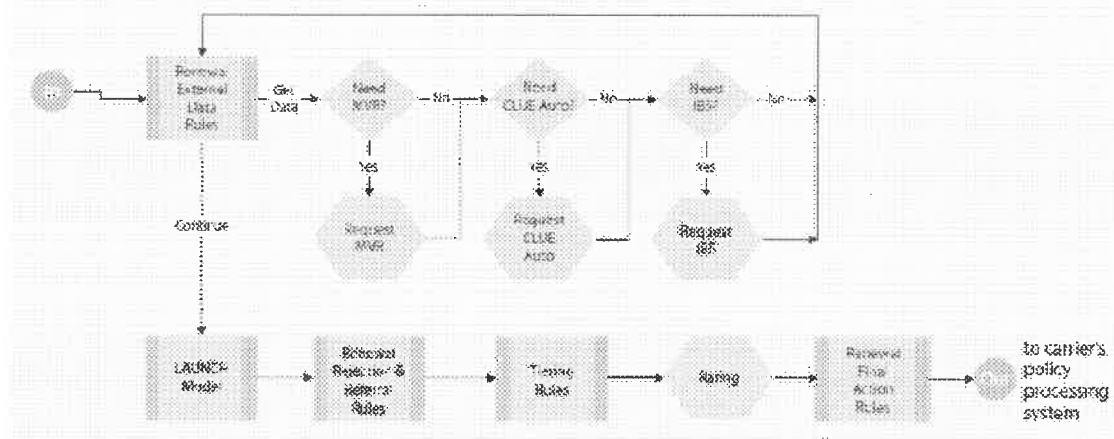 Renewal
External
Data
Rules
Get
Data
Need
MVR?
No
Need
CLUE Auto?
No
Need
No
Yes
Yes
Yes
Continue
Request
MVR
Request
CLUE
Auto
Request
LAUNCH
Model
Renewal
Rejection &
Referral
Rules
Tiering
Rules
Rating
Renewal
Final
Action
Rules
to carrier's
policy
processing
system